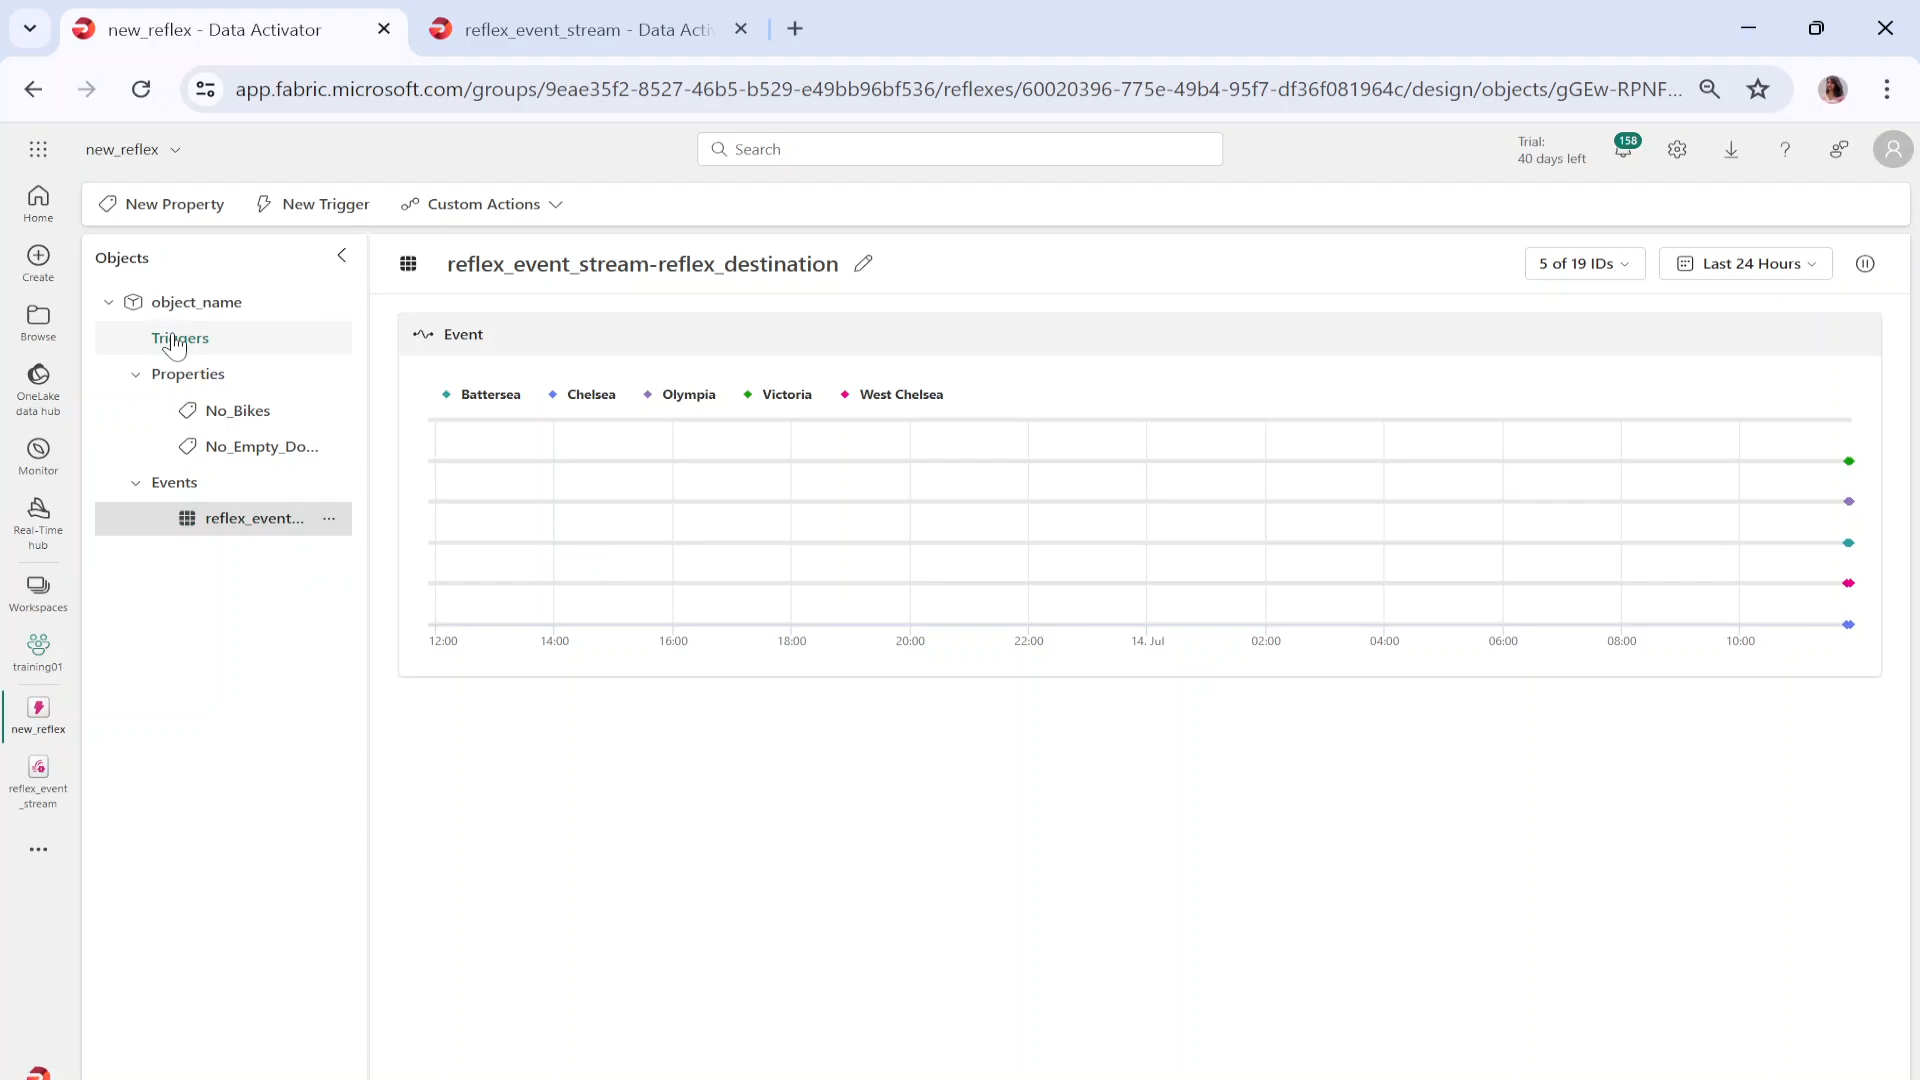 new_reflex - Data Activator
reflex_event_stream - Data Acti
app.fabric.microsoft.com/groups/9eae35f2-8527-46b5-b529-e49bb96bf536/reflexes/60020396-775e-49b4-95f7-df36f081964c/design/objects/gGEw-RPNF...
new_reflex
Search
Trial:
40 days left
158
New Property
New Trigger
Custom Actions
Home
Create
Browse
OneLake
data hub
Monitor
Real-Time
hub
Workspaces
training01
new_reflex
reflex_event
_stream
Objects
object_name
Triggers
Properties
No_Bikes
No_Empty_Do...
Events
reflex_event...
reflex_event_stream-reflex_destination
5 of 19 IDs
Last 24 Hours
Event
Battersea
Chelsea
Olympia
Victoria
West Chelsea
12:00
14:00
16:00
18:00
20:00
22:00
14. Jul
02:00
04:00
06:00
08:00
10:00